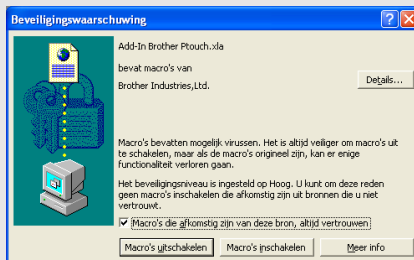 Beveiligingswaarschuwing
Add-In Brother Ptouch.xla
bevat macro's van
Details...
Brother Industries,Ltd.
Macro's bevatten mogelijk virussen. Het is altijd veiliger om macro's uit
te schakelen, maar als de macro's origineel zijn, kan er enige
functionaliteit verloren gaan.
Het beveiligingsniveau is ingesteld op Hoog. U kunt om deze reden
geen macro's inschakelen die afkomstig zijn uit bronnen die u niet
vertrouwt.
Macro's die afkomstig zijn van deze bron, altijd vertrouwen
Macro's uitschakelen Macro's inschakelen Meer info